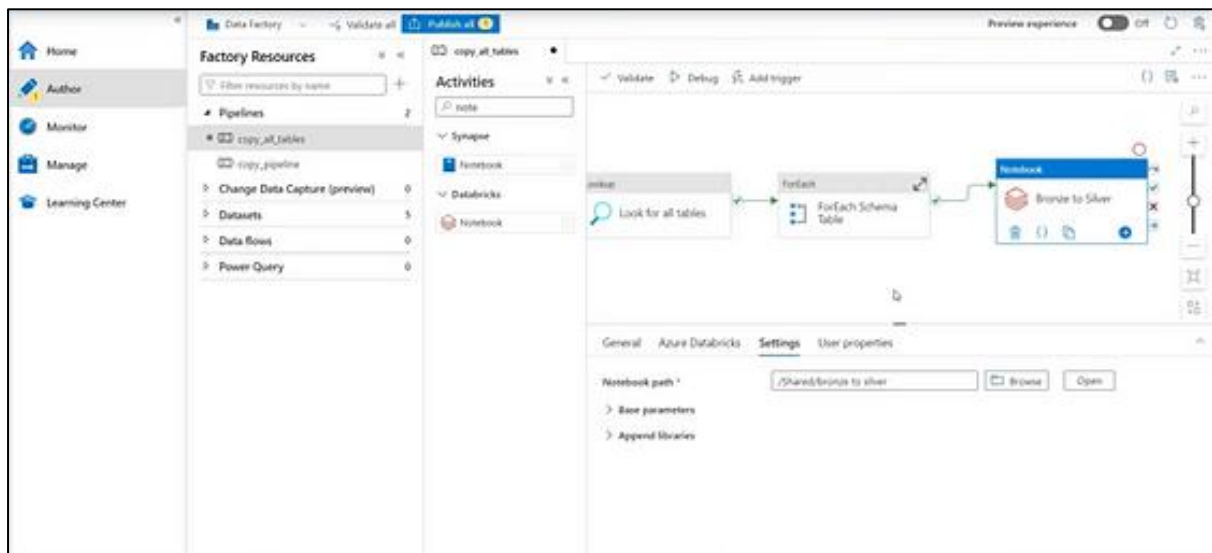 Data Factory
Validate all
Publish all
Preview experience
Off
Home
Author
Monitor
Manage
Learning Center
Factory Resources
Filter resources by name
Pipelines 2
copy_all_tables
copy_pipeline
Change Data Capture (preview) 0
Datasets 5
Data flows 0
Power Query 0
copy_all_tables
Activities
note
Synapse
Notebook
Databricks
Notebook
Validate Debug Add trigger
Look for all tables
ForEach
ForEach Schema
Table
Notebook
Bronze to Silver
General Azure Databricks Settings User properties
Notebook path *
/Shared/bronze to silver
Browse
Open
Base parameters
Append libraries